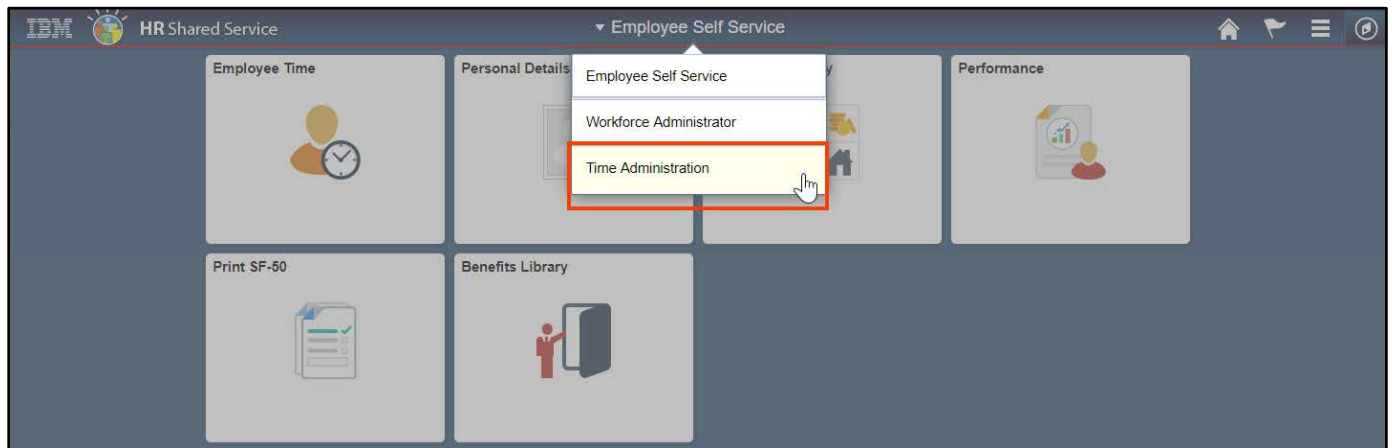 IBM HR Shared Service
Employee Self Service
Employee Time
Personal Details
y
Performance
Employee Self Service
Workforce Administrator
Time Administration
Print SF-50
Benefits Library